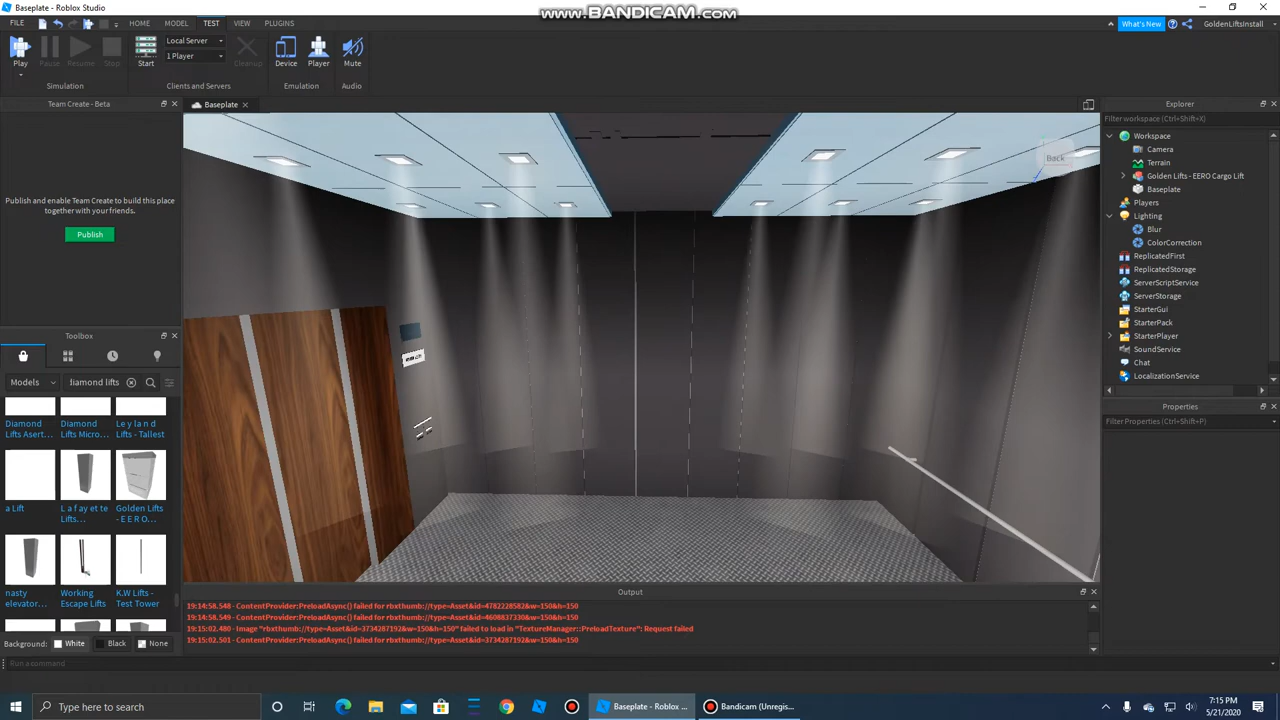 Baseplate - Roblox Studio
www.BANDICAM.com
FILE
HOME
MODEL
TEST
VIEW
PLUGINS
What's New
GoldenLiftsInstall
Play
Pause
Resume
Stop
Simulation
Start
Local Server
1 Player
Cleanup
Clients and Servers
Device
Player
Emulation
Mute
Audio
Team Create - Beta
Publish and enable Team Create to build this place
together with your friends.
Publish
Toolbox
Models
liamond lifts
Diamond
Lifts Asert...
Diamond
Lifts Micro...
Le y la n d
Lifts - Tallest
a Lift
L a f ay et te
Lifts...
Golden Lifts
- E E R O...
nasty
elevator...
Working
Escape Lifts
K.W Lifts -
Test Tower
Background:
White
Black
None
Run a command
Baseplate
Back
Output
19:14:58.548 - ContentProvider:PreloadAsync() failed for rbxthumb://type=Asset&id=4782228582&w=150&h=150
19:14:58.549 - ContentProvider:PreloadAsync() failed for rbxthumb://type=Asset&id=4608837330&w=150&h=150
19:15:02.480 - Image "rbxthumb://type=Asset&id=3734287192&w=150&h=150" failed to load in "TextureManager::PreloadTexture": Request failed
19:15:02.501 - ContentProvider:PreloadAsync() failed for rbxthumb://type=Asset&id=3734287192&w=150&h=150
Explorer
Filter workspace (Ctrl+Shift+X)
Workspace
Camera
Terrain
Golden Lifts - EERO Cargo Lift
Baseplate
Players
Lighting
Blur
ColorCorrection
ReplicatedFirst
ReplicatedStorage
ServerScriptService
ServerStorage
StarterGui
StarterPack
StarterPlayer
SoundService
Chat
LocalizationService
Properties
Filter Properties (Ctrl+Shift+P)
Type here to search
Baseplate - Roblox ...
Bandicam (Unregis...
7:15 PM
5/21/2020